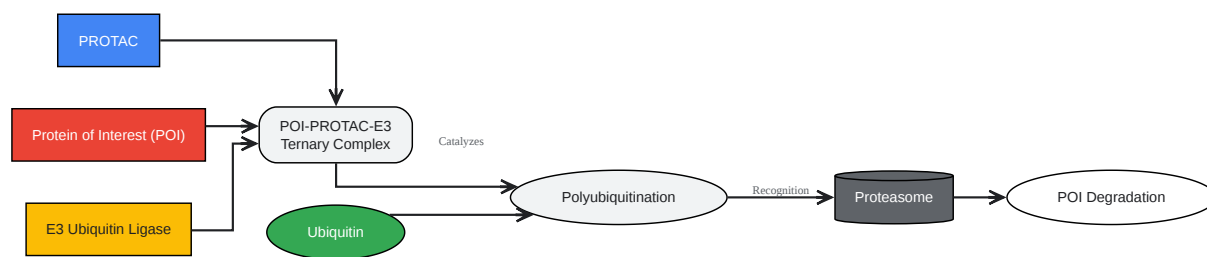 PROTAC
Protein of Interest (POI)
POI-PROTAC-E3
Ternary Complex
Catalyzes
E3 Ubiquitin Ligase
Ubiquitin
Polyubiquitination
Recognition
Proteasome
POI Degradation